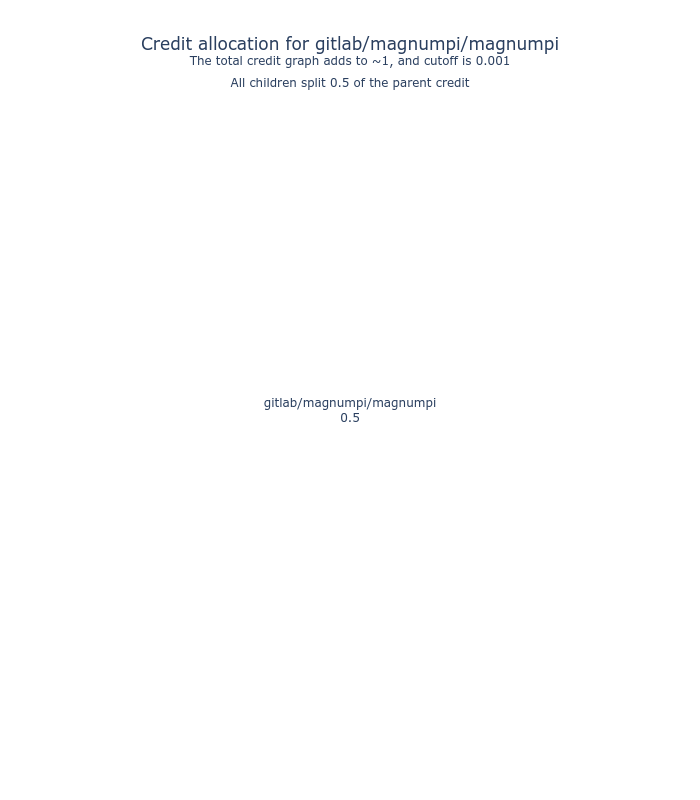 Credit allocation for gitlab/magnumpi/magnumpi
The total credit graph adds to ~1, and cutoff is 0.001
All children split 0.5 of the parent credit
gitlab/magnumpi/magnumpi
0.5